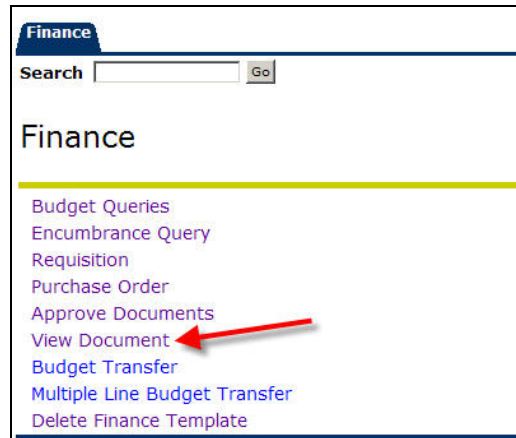 Finance
Search Go
Finance
Budget Queries
Encumbrance Query
Requisition
Purchase Order
Approve Documents
View Document
Budget Transfer
Multiple Line Budget Transfer
Delete Finance Template